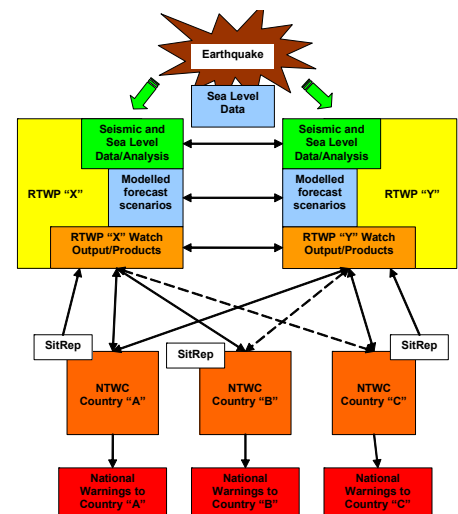 Earthquake
Sea Level
Data
Seismic and
Sea Level
Data/Analysis
Seismic and
Sea Level
Data/Analysis
RTWP "X"
Modelled
forecast
scenarios
Modelled
forecast
scenarios
RTWP "Y"
RTWP "X" Watch
Output/Products
RTWP "Y" Watch
Output/Products
SitRep
SitRep
SitRep
NTWC
Country "A"
NTWC
Country "B"
NTWC
Country "C"
National
Warnings to
Country "A"
National
Warnings to
Country "B"
National
Warnings to
Country "C"